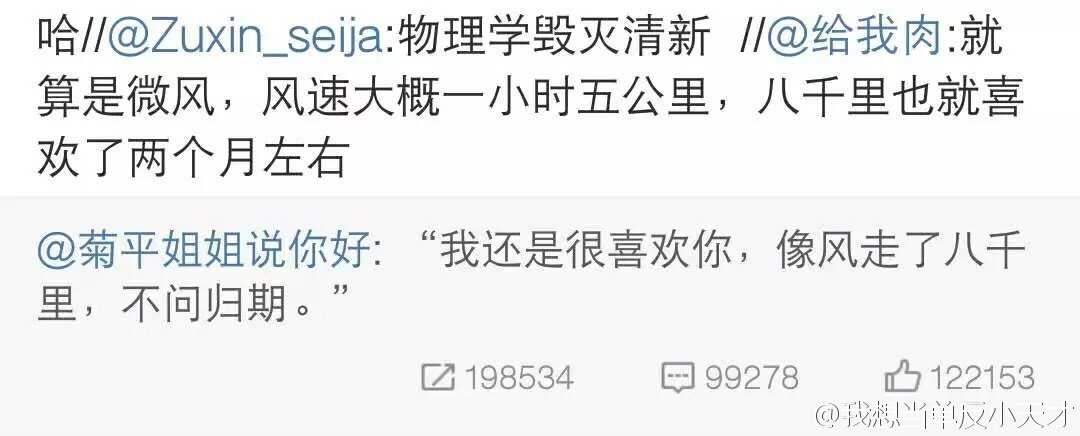 哈//@Zuxin_seija:物理学毁灭清新 //@给我肉:就
算是微风，风速大概一小时五公里，八千里也就喜
欢了两个月左右
@菊平姐姐说你好: “我还是很喜欢你，像风走了八千
里，不问归期。”
198534 99278 122153
@我想当单反小天才